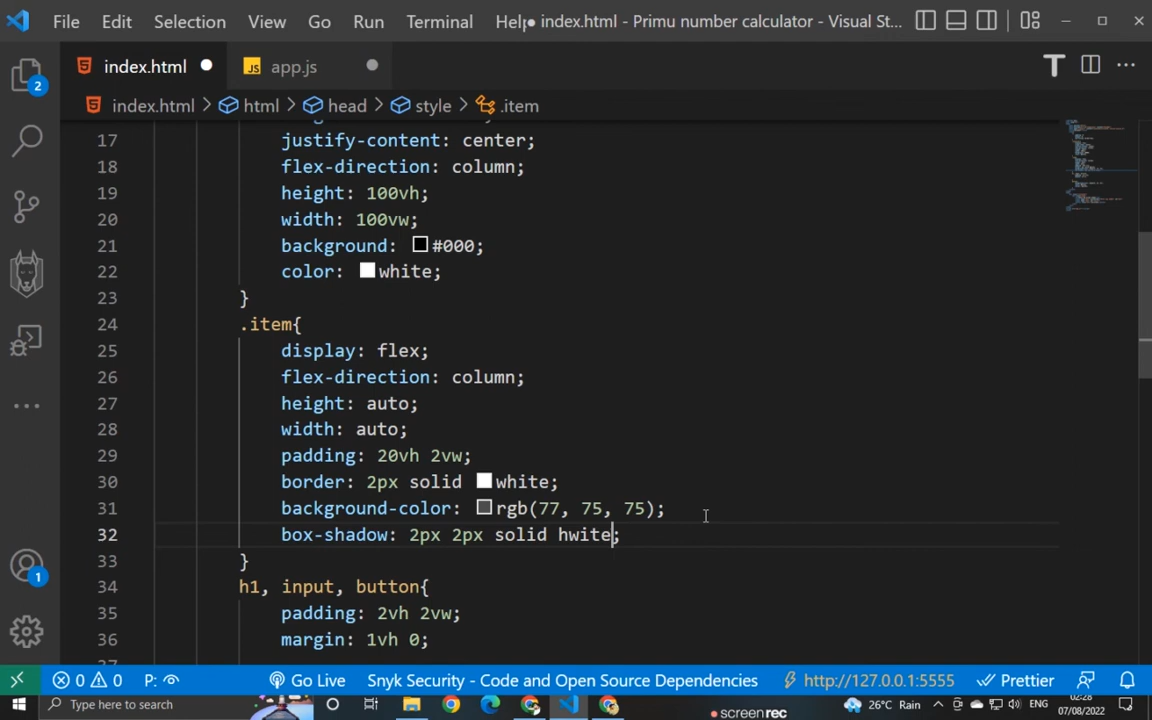 File Edit Selection View Go Run Terminal Help ● index.html - Primu number calculator - Visual St...
index.html ● app.js ●
index.html > html > head > style > .item
17 justify-content: center;
18 flex-direction: column;
19 height: 100vh;
20 width: 100vw;
21 background: #000;
22 color: white;
23 }
24 .item{
25 display: flex;
26 flex-direction: column;
27 height: auto;
28 width: auto;
29 padding: 20vh 2vw;
30 border: 2px solid white;
31 background-color: rgb(77, 75, 75);
32 box-shadow: 2px 2px solid hwite;
33 }
34 h1, input, button{
35 padding: 2vh 2vw;
36 margin: 1vh 0;
2
1
0 0 P: Go Live Snyk Security - Code and Open Source Dependencies http://127.0.0.1:5555 Prettier
Type here to search 26°C Rain ENG 02:28
07/08/2022
screenrec